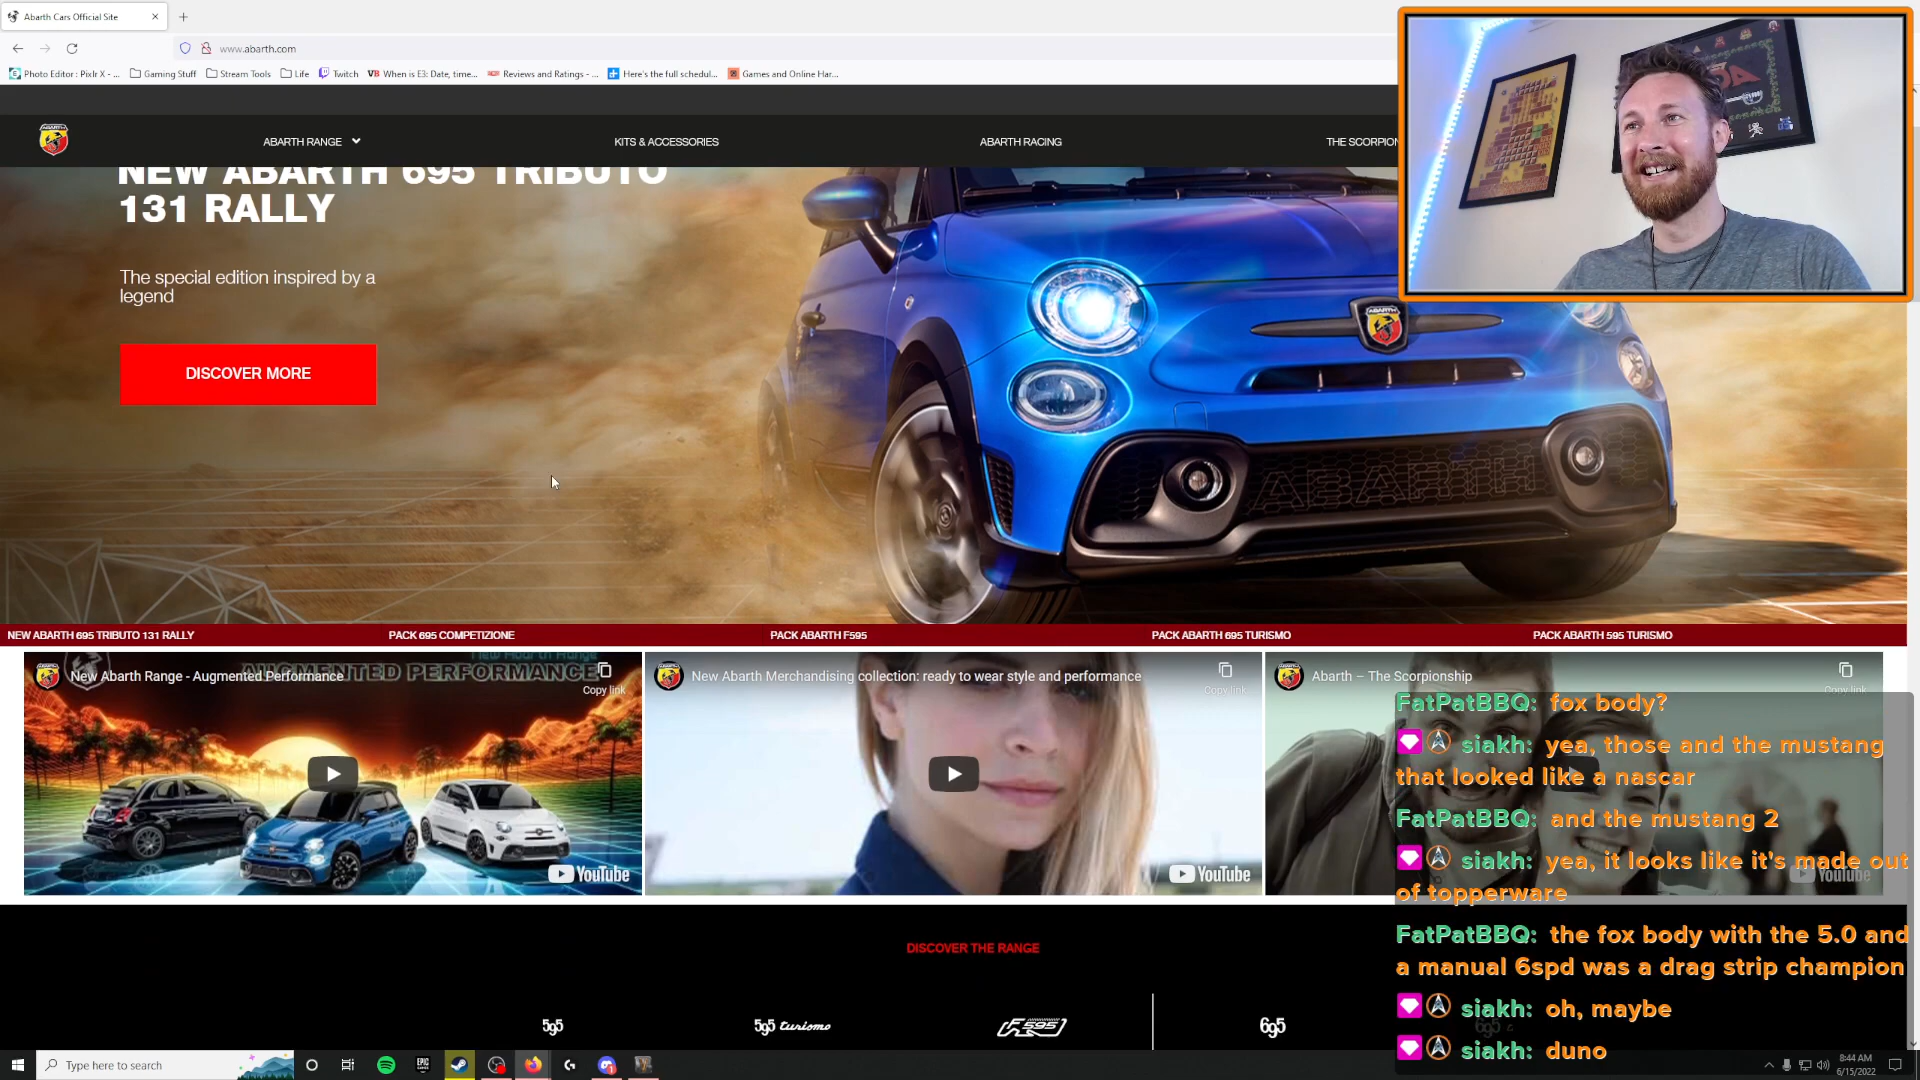 Abarth Cars Official Site
www.abarth.com
Photo Editor : Pixlr X - ...
Gaming Stuff
Stream Tools
Life
Twitch
VB When is E3: Date, time...
Reviews and Ratings - ...
Here's the full schedul...
Games and Online Har...
ABARTH RANGE
KITS & ACCESSORIES
ABARTH RACING
THE SCORPION
NEW ABARTH 695 TRIBUTO
131 RALLY
The special edition inspired by a
legend
DISCOVER MORE
ABARTH
ABARTH
NEW ABARTH 695 TRIBUTO 131 RALLY
PACK 695 COMPETIZIONE
PACK ABARTH F595
PACK ABARTH 695 TURISMO
PACK ABARTH 595 TURISMO
New Abarth Range - Augmented Performance
AUGMENTED PERFORMANCE
Copy link
YouTube
New Abarth Merchandising collection: ready to wear style and performance
Copy link
YouTube
Abarth – The Scorpionship
Copy link
YouTube
FatPatBBQ: fox body?
siakh: yea, those and the mustang
that looked like a nascar
FatPatBBQ: and the mustang 2
siakh: yea, it looks like it's made out
of topperware
FatPatBBQ: the fox body with the 5.0 and
a manual 6spd was a drag strip champion
siakh: oh, maybe
siakh: duno
DISCOVER THE RANGE
595
595 turismo
F595
695
Type here to search
EPIC GAMES
8:44 AM
6/15/2022